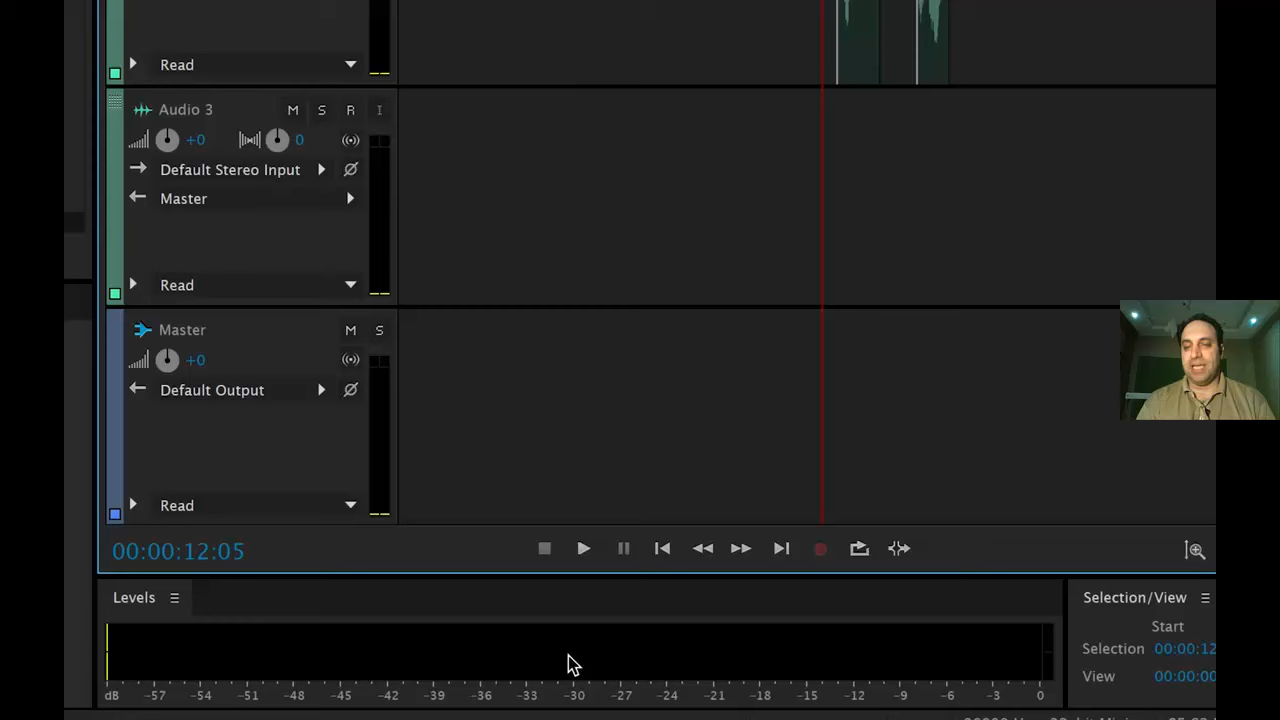 Read
Audio 3 M S R I
+0 0
Default Stereo Input
Master
Read
Master M S
+0
Default Output
Read
00:00:12:05
Levels
Selection/View
Start
Selection 00:00:12
View 00:00:00
dB -57 -54 -51 -48 -45 -42 -39 -36 -33 -30 -27 -24 -21 -18 -15 -12 -9 -6 -3 0